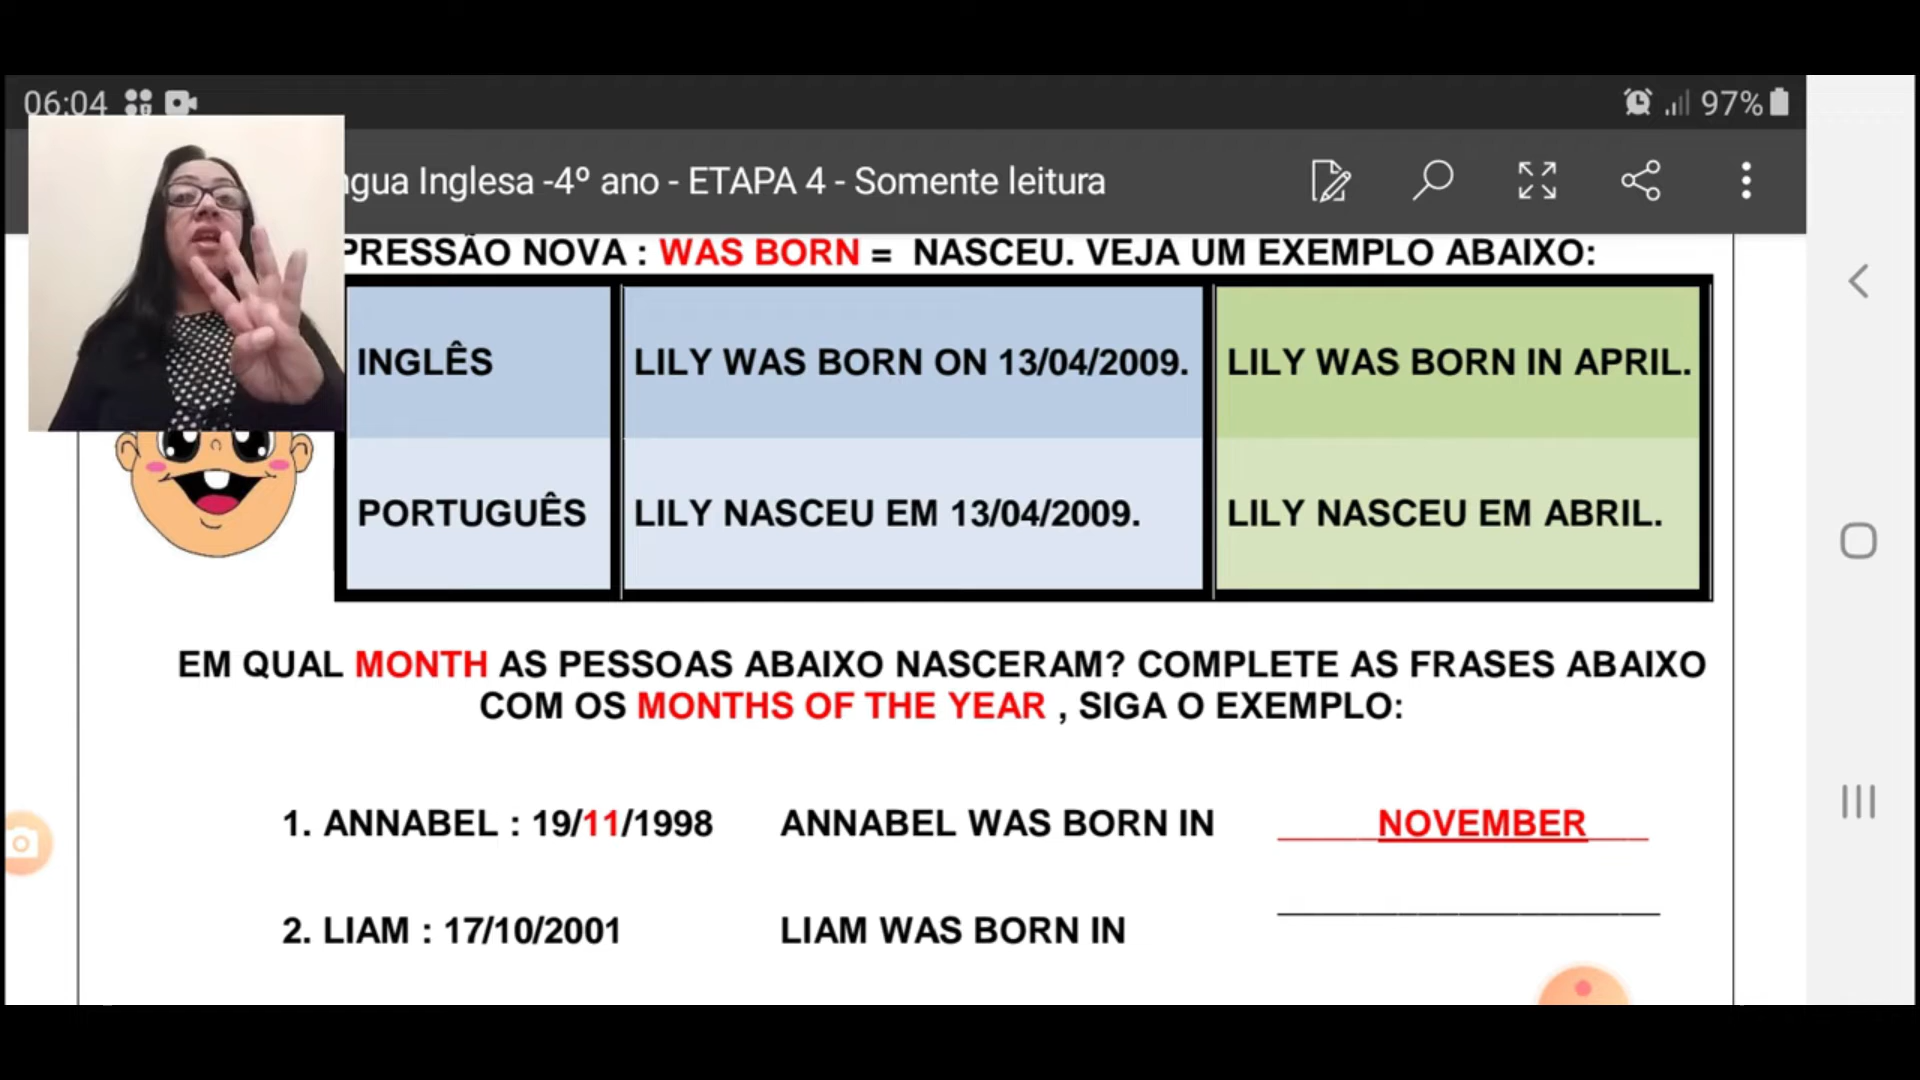 06:04 97%
ngua Inglesa -4º ano - ETAPA 4 - Somente leitura
PRESSÃO NOVA : WAS BORN = NASCEU. VEJA UM EXEMPLO ABAIXO:
INGLÊS LILY WAS BORN ON 13/04/2009. LILY WAS BORN IN APRIL.
PORTUGUÊS LILY NASCEU EM 13/04/2009. LILY NASCEU EM ABRIL.
EM QUAL MONTH AS PESSOAS ABAIXO NASCERAM? COMPLETE AS FRASES ABAIXO
COM OS MONTHS OF THE YEAR , SIGA O EXEMPLO:
1. ANNABEL : 19/11/1998 ANNABEL WAS BORN IN NOVEMBER
2. LIAM : 17/10/2001 LIAM WAS BORN IN